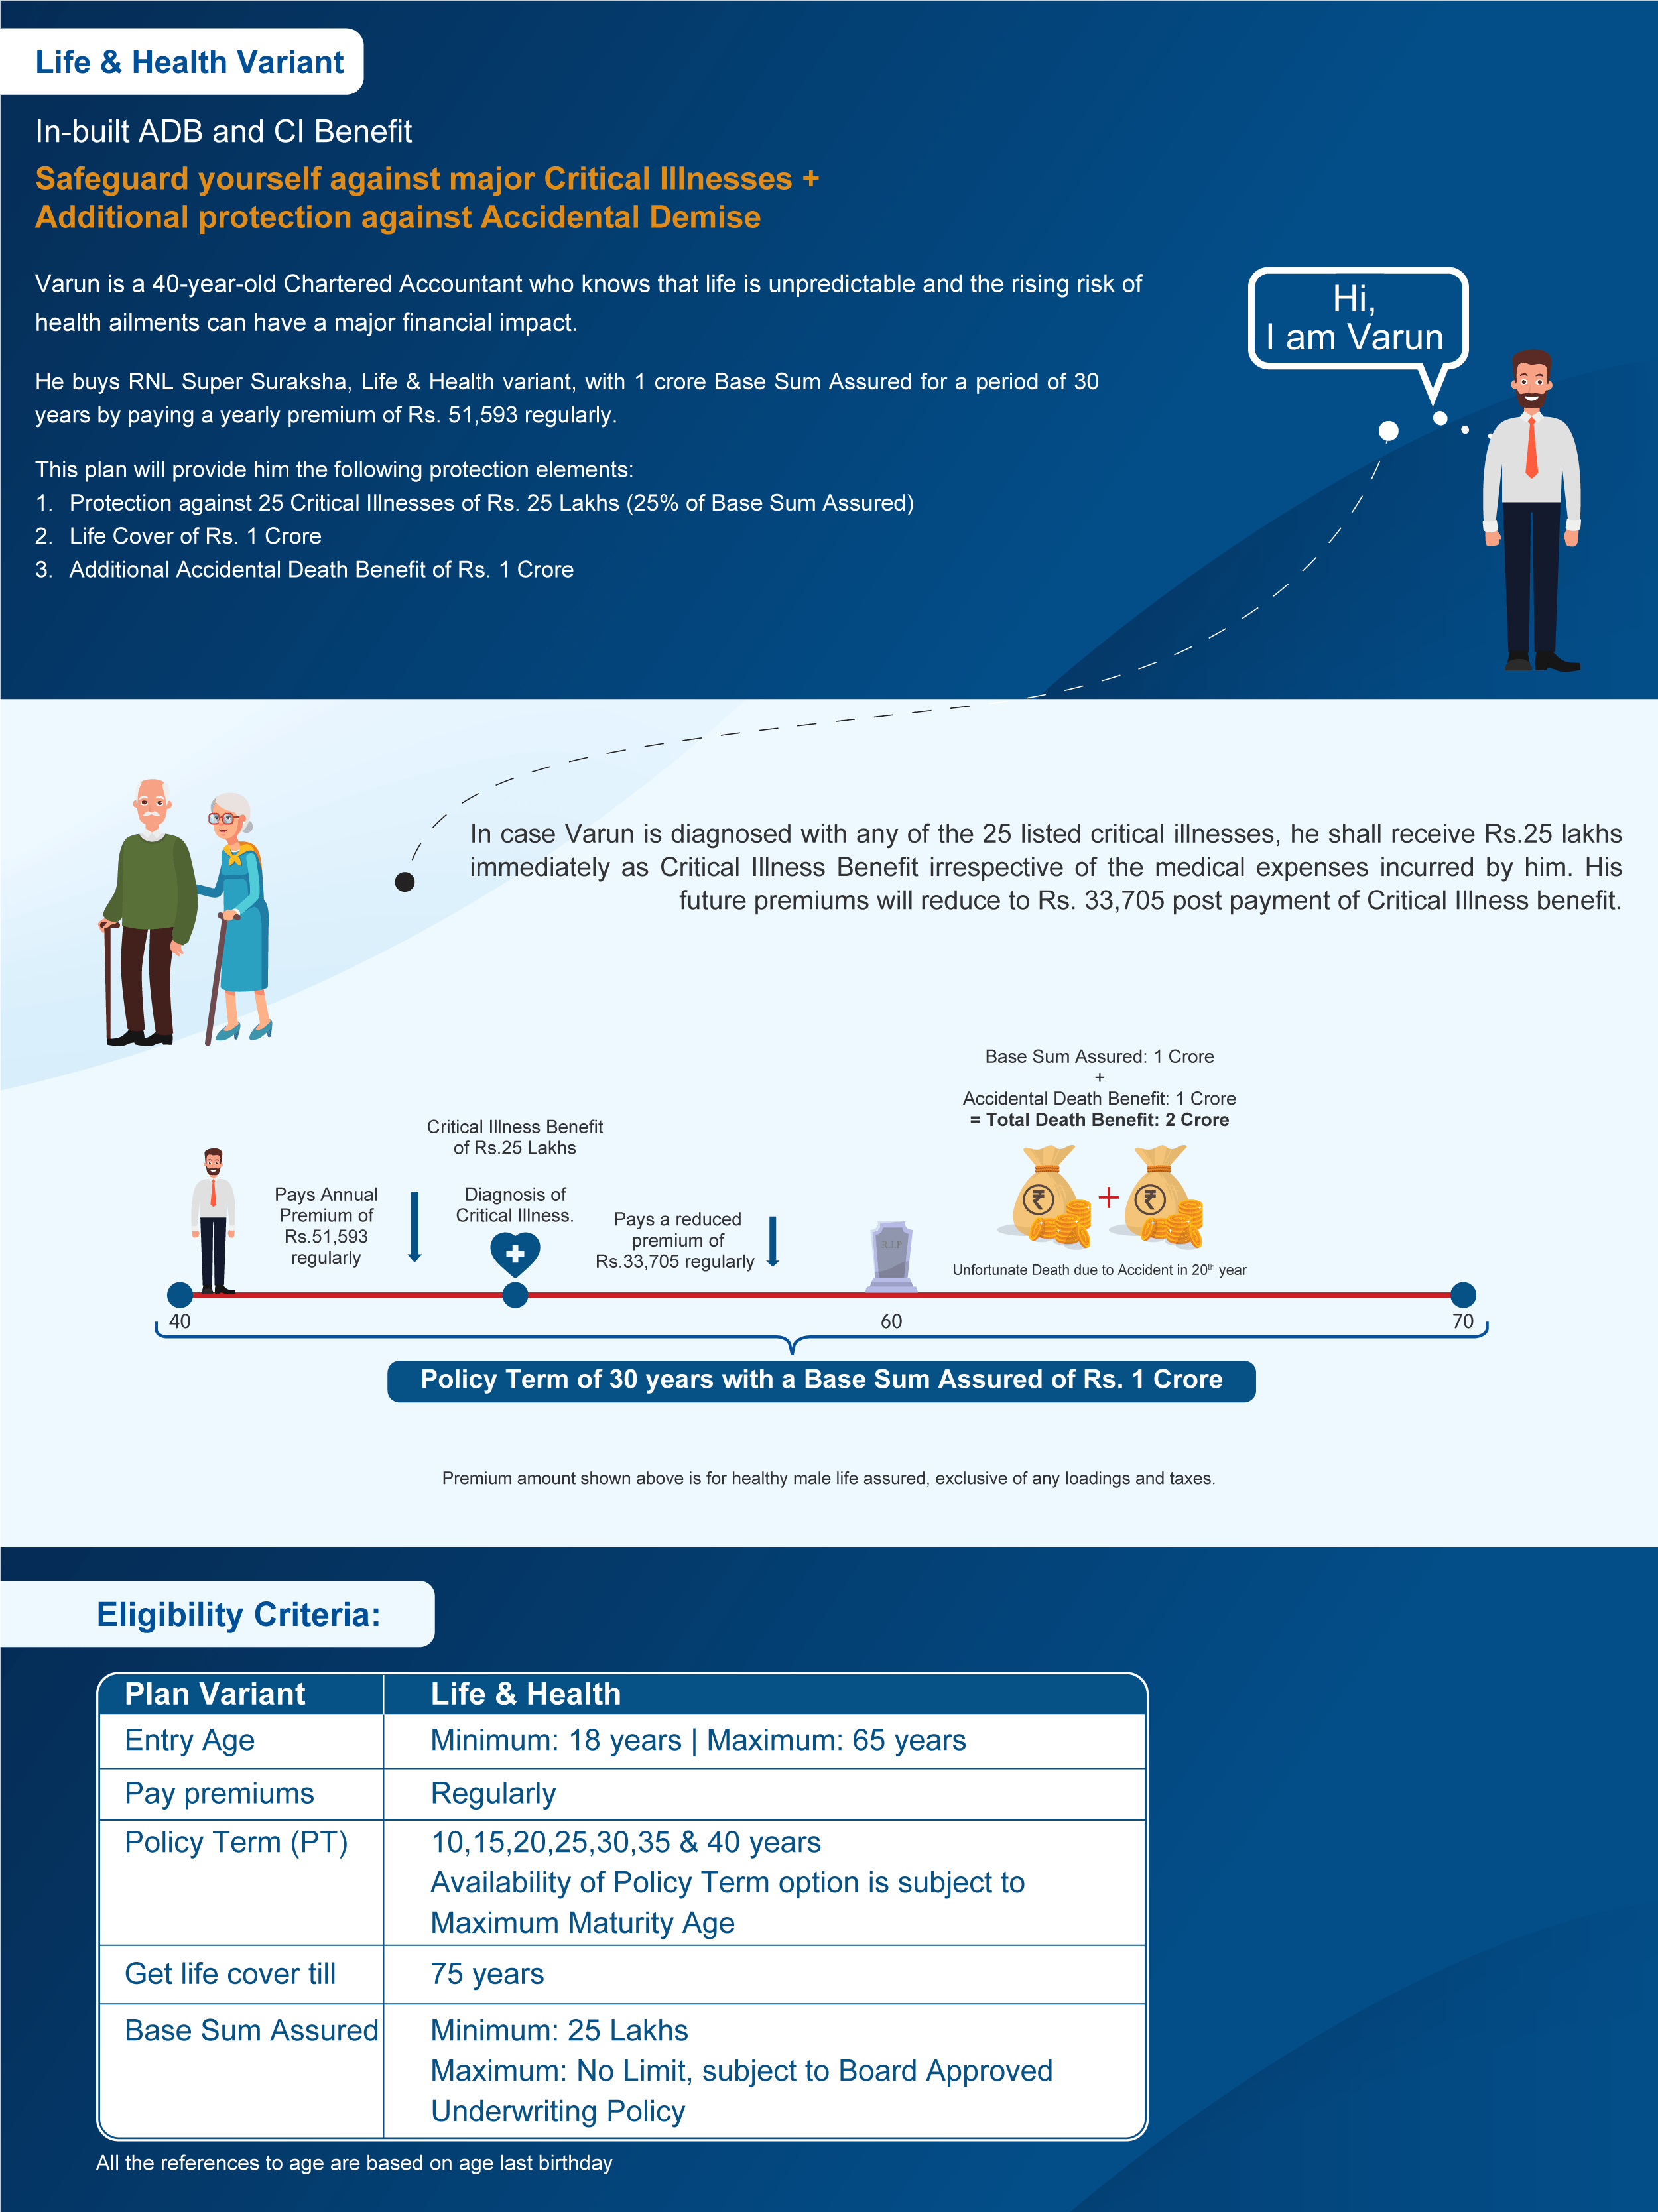 Life & Health Variant
In-built ADB and CI Benefit
Safeguard yourself against major Critical Illnesses +
Additional protection against Accidental Demise
Varun is a 40-year-old Chartered Accountant who knows that life is unpredictable and the rising risk of
health ailments can have a major financial impact.
He buys RNL Super Suraksha, Life & Health variant, with 1 crore Base Sum Assured for a period of 30
years by paying a yearly premium of Rs. 51,593 regularly.
This plan will provide him the following protection elements:
1. Protection against 25 Critical Illnesses of Rs. 25 Lakhs (25% of Base Sum Assured)
2. Life Cover of Rs. 1 Crore
3. Additional Accidental Death Benefit of Rs. 1 Crore
Hi,
I am Varun
In case Varun is diagnosed with any of the 25 listed critical illnesses, he shall receive Rs.25 lakhs
immediately as Critical Illness Benefit irrespective of the medical expenses incurred by him. His
future premiums will reduce to Rs. 33,705 post payment of Critical Illness benefit.
Pays Annual
Premium of
Rs.51,593
regularly
Critical Illness Benefit
of Rs.25 Lakhs
Diagnosis of
Critical Illness.
Pays a reduced
premium of
Rs.33,705 regularly
R.I.P
Base Sum Assured: 1 Crore
+
Accidental Death Benefit: 1 Crore
= Total Death Benefit: 2 Crore
₹ + ₹
Unfortunate Death due to Accident in 20th year
40
60
70
Policy Term of 30 years with a Base Sum Assured of Rs. 1 Crore
Premium amount shown above is for healthy male life assured, exclusive of any loadings and taxes.
Eligibility Criteria:
Plan Variant Life & Health
Entry Age Minimum: 18 years | Maximum: 65 years
Pay premiums Regularly
Policy Term (PT) 10,15,20,25,30,35 & 40 years
Availability of Policy Term option is subject to
Maximum Maturity Age
Get life cover till 75 years
Base Sum Assured Minimum: 25 Lakhs
Maximum: No Limit, subject to Board Approved
Underwriting Policy
All the references to age are based on age last birthday